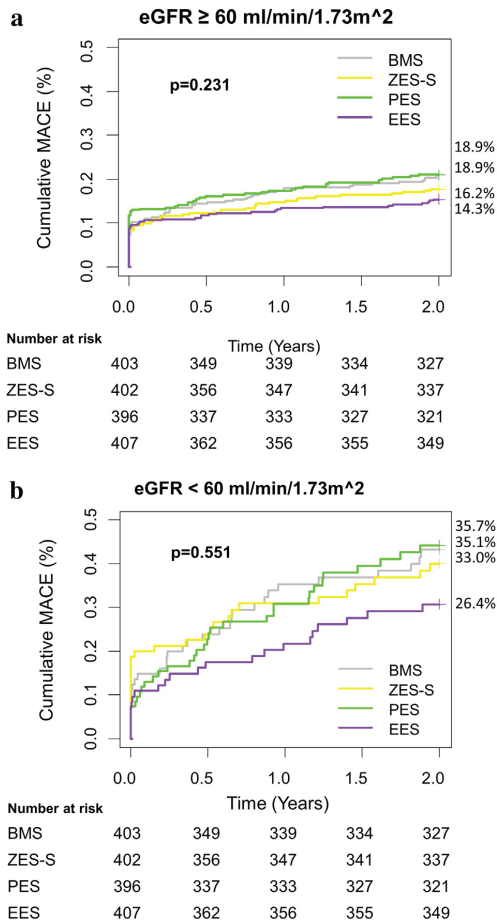 a
eGFR ≥ 60 ml/min/1.73m^2
Cumulative MACE (%)
0.5
0.4
0.3
0.2
0.1
0.0
p=0.231
BMS
ZES-S
PES
EES
18.9%
18.9%
16.2%
14.3%
0.0 0.5 1.0 1.5 2.0
Time (Years)
Number at risk
BMS 403 349 339 334 327
ZES-S 402 356 347 341 337
PES 396 337 333 327 321
EES 407 362 356 355 349
b
eGFR < 60 ml/min/1.73m^2
Cumulative MACE (%)
0.5
0.4
0.3
0.2
0.1
0.0
p=0.551
35.7%
35.1%
33.0%
26.4%
BMS
ZES-S
PES
EES
0.0 0.5 1.0 1.5 2.0
Time (Years)
Number at risk
BMS 403 349 339 334 327
ZES-S 402 356 347 341 337
PES 396 337 333 327 321
EES 407 362 356 355 349